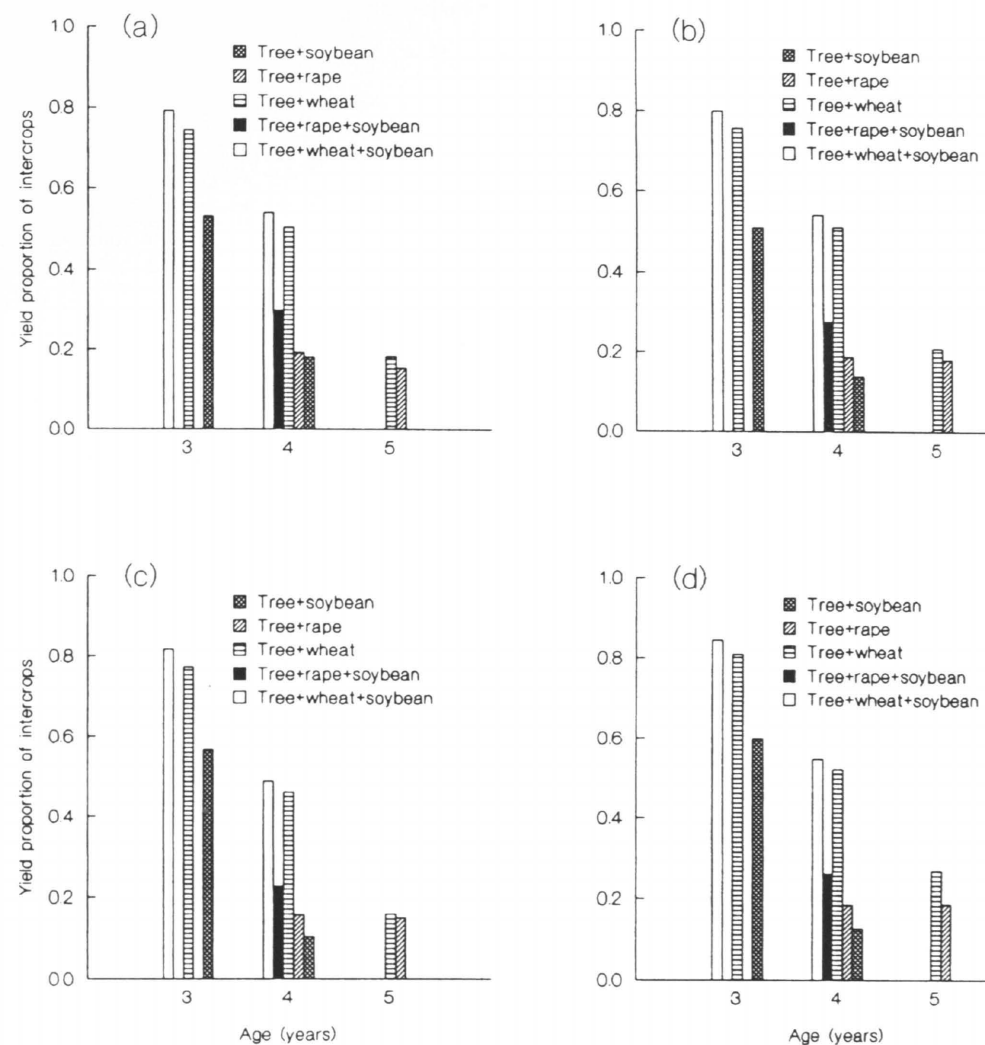 (a)
Yield proportion of intercrops
1.0
0.8
0.6
0.4
0.2
0.0
Tree+soybean
Tree+rape
Tree+wheat
Tree+rape+soybean
Tree+wheat+soybean
3 4 5
(b)
1.0
0.8
0.6
0.4
0.2
0.0
Tree+soybean
Tree+rape
Tree+wheat
Tree+rape+soybean
Tree+wheat+soybean
3 4 5
(c)
Yield proportion of intercrops
1.0
0.8
0.6
0.4
0.2
0.0
Tree+soybean
Tree+rape
Tree+wheat
Tree+rape+soybean
Tree+wheat+soybean
3 4 5
Age (years)
(d)
1.0
0.8
0.6
0.4
0.2
0.0
Tree+soybean
Tree+rape
Tree+wheat
Tree+rape+soybean
Tree+wheat+soybean
3 4 5
Age (years)